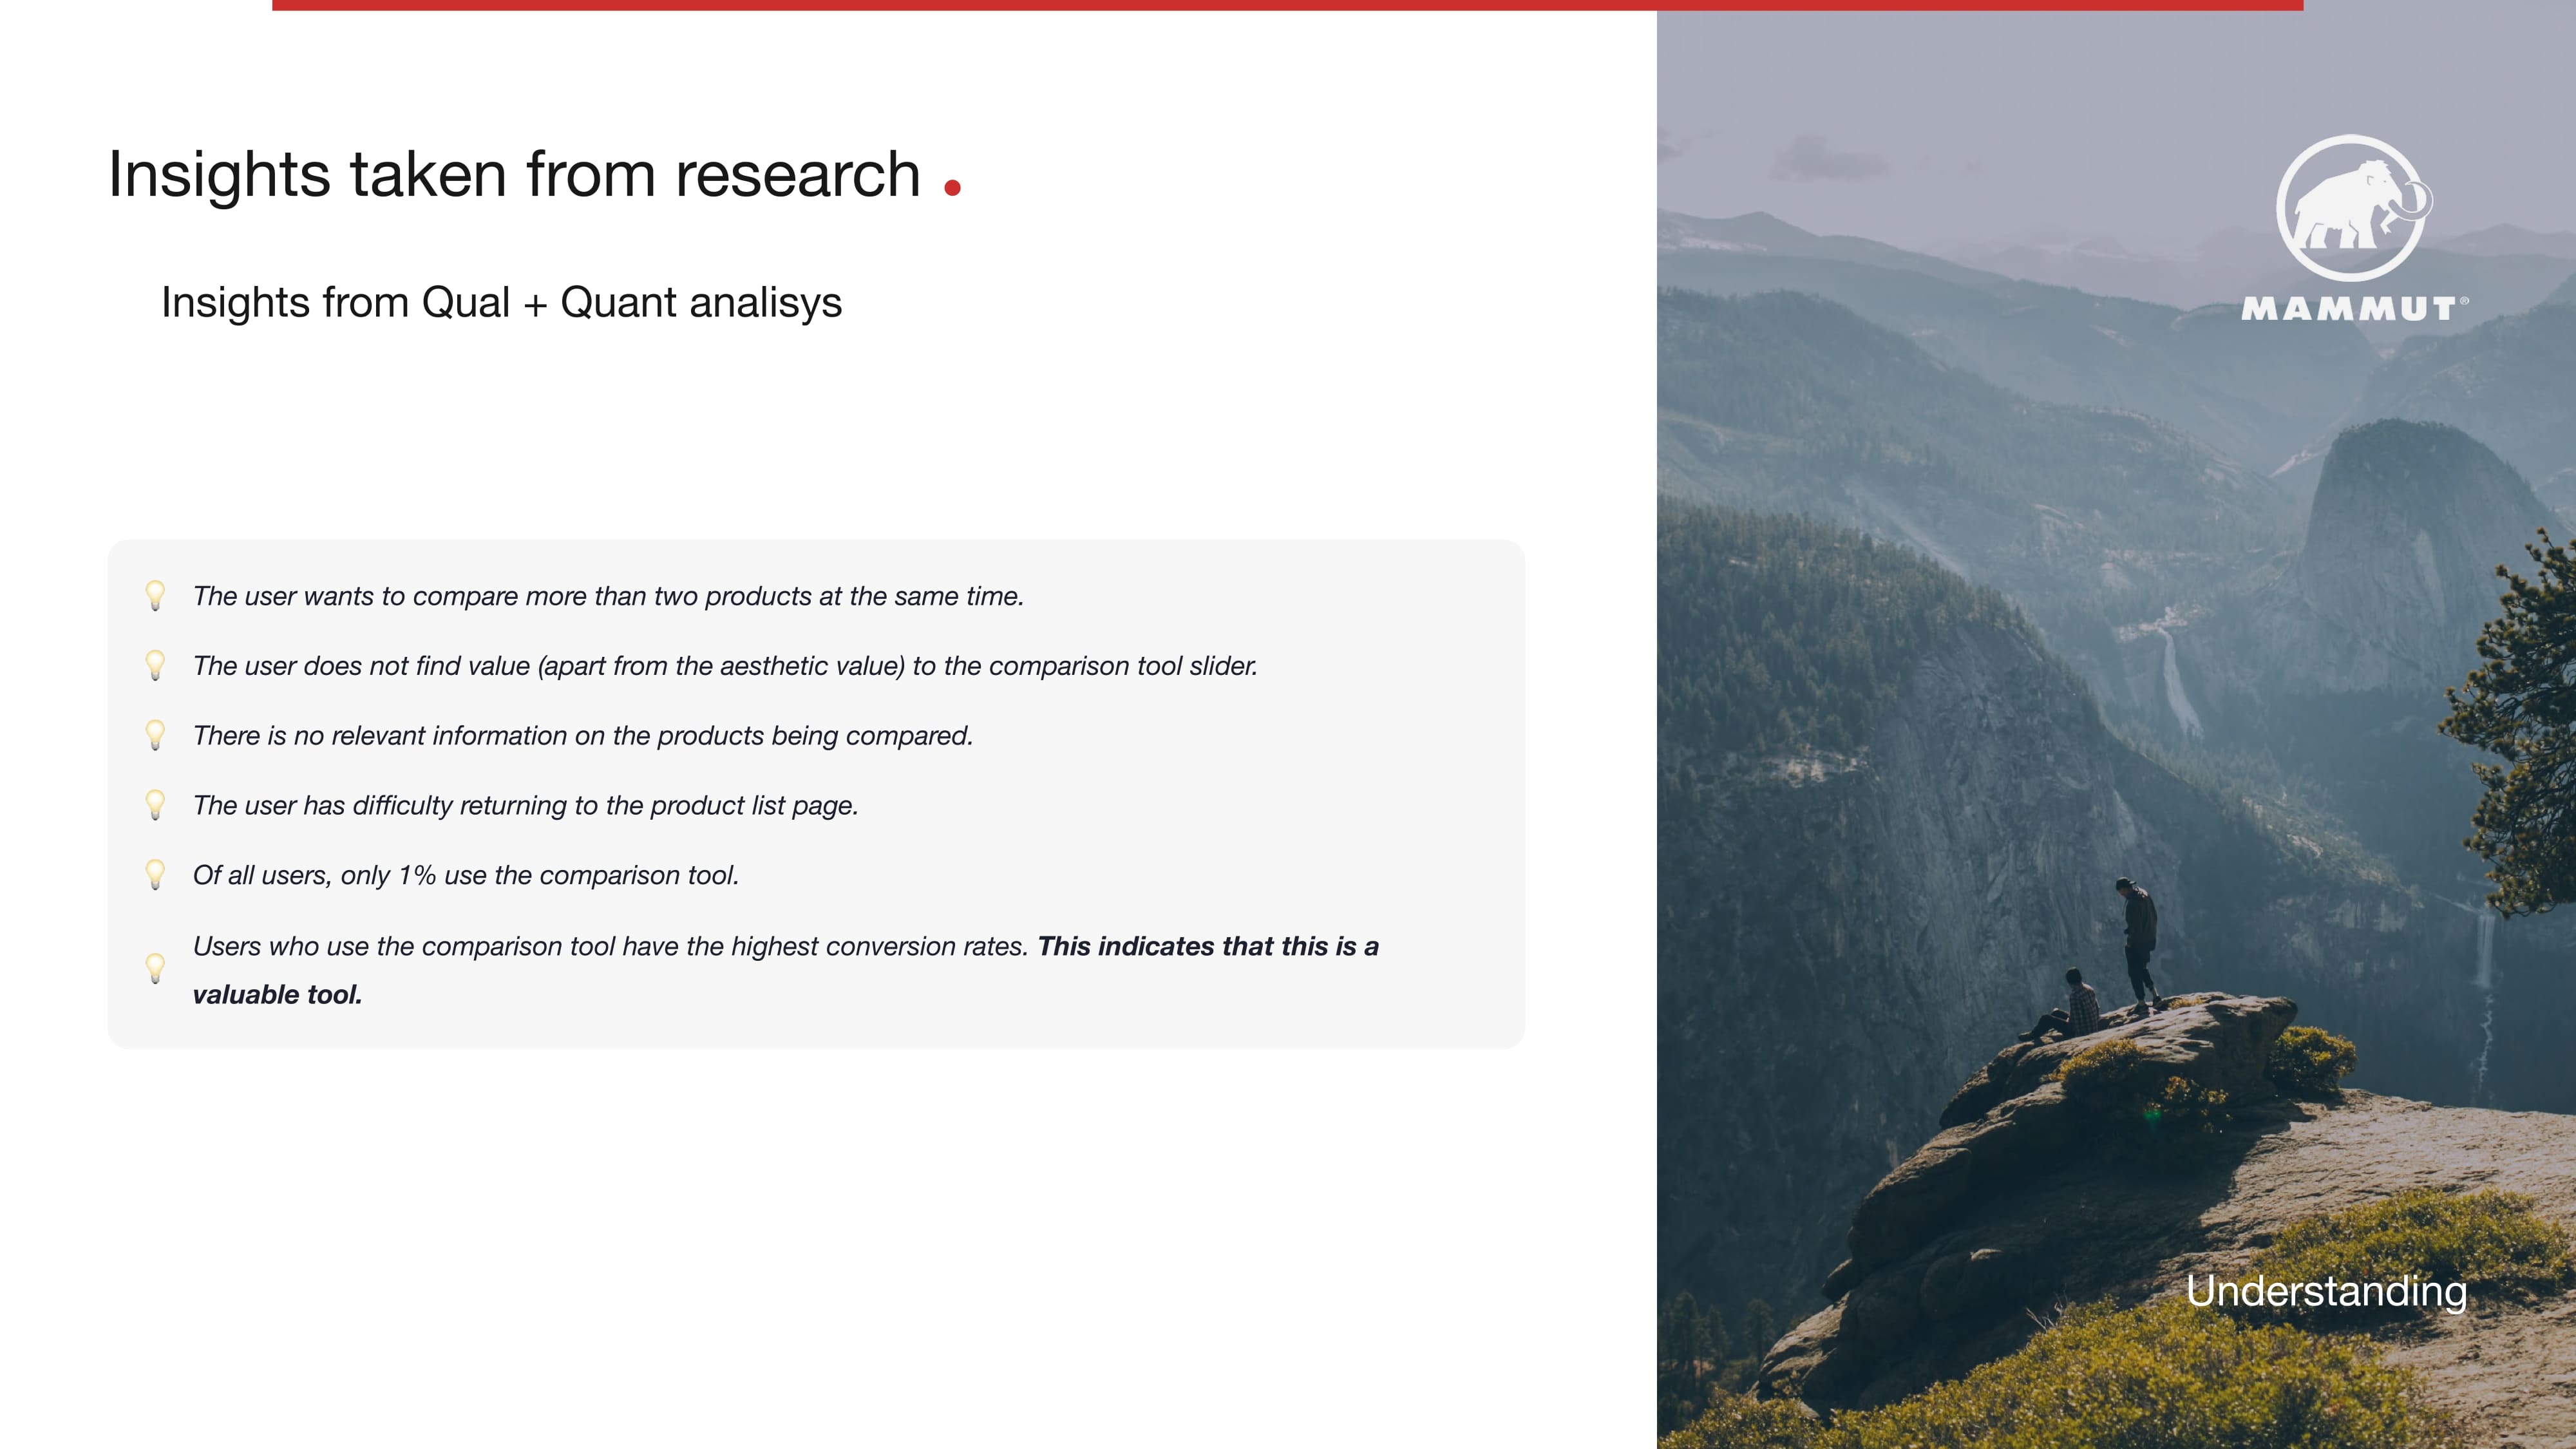 Insights taken from research .
Insights from Qual + Quant analisys
The user wants to compare more than two products at the same time.
The user does not find value (apart from the aesthetic value) to the comparison tool slider.
There is no relevant information on the products being compared.
The user has difficulty returning to the product list page.
Of all users, only 1% use the comparison tool.
Users who use the comparison tool have the highest conversion rates. This indicates that this is a
valuable tool.
MAMMUT®
Understanding